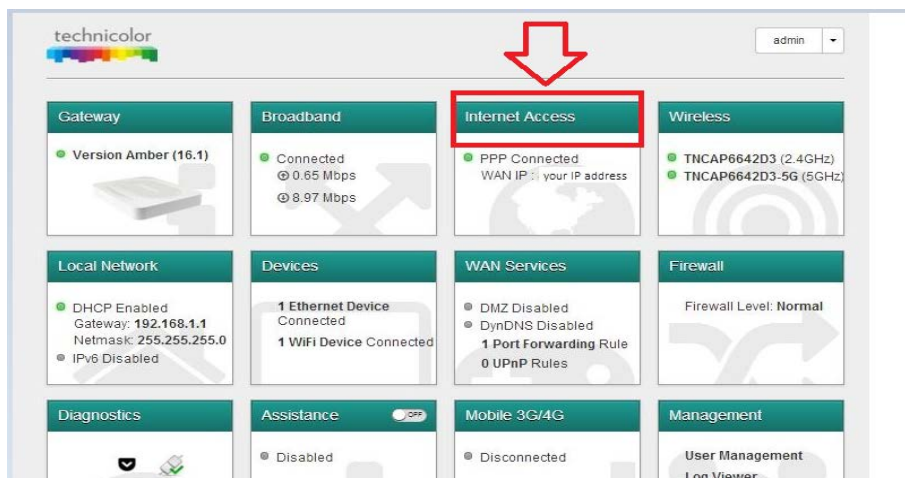 technicolor
admin
Gateway
Version Amber (16.1)
Broadband
Connected
0.65 Mbps
8.97 Mbps
Internet Access
PPP Connected
WAN IP : your IP address
Wireless
TNCAP6642D3 (2.4GHz)
TNCAP6642D3-5G (5GHz)
Local Network
DHCP Enabled
Gateway: 192.168.1.1
Netmask: 255.255.255.0
IPv6 Disabled
Devices
1 Ethernet Device
Connected
1 WiFi Device Connected
WAN Services
DMZ Disabled
DynDNS Disabled
1 Port Forwarding Rule
0 UPnP Rules
Firewall
Firewall Level: Normal
Diagnostics
Assistance OFF
Disabled
Mobile 3G/4G
Disconnected
Management
User Management
Log Viewer